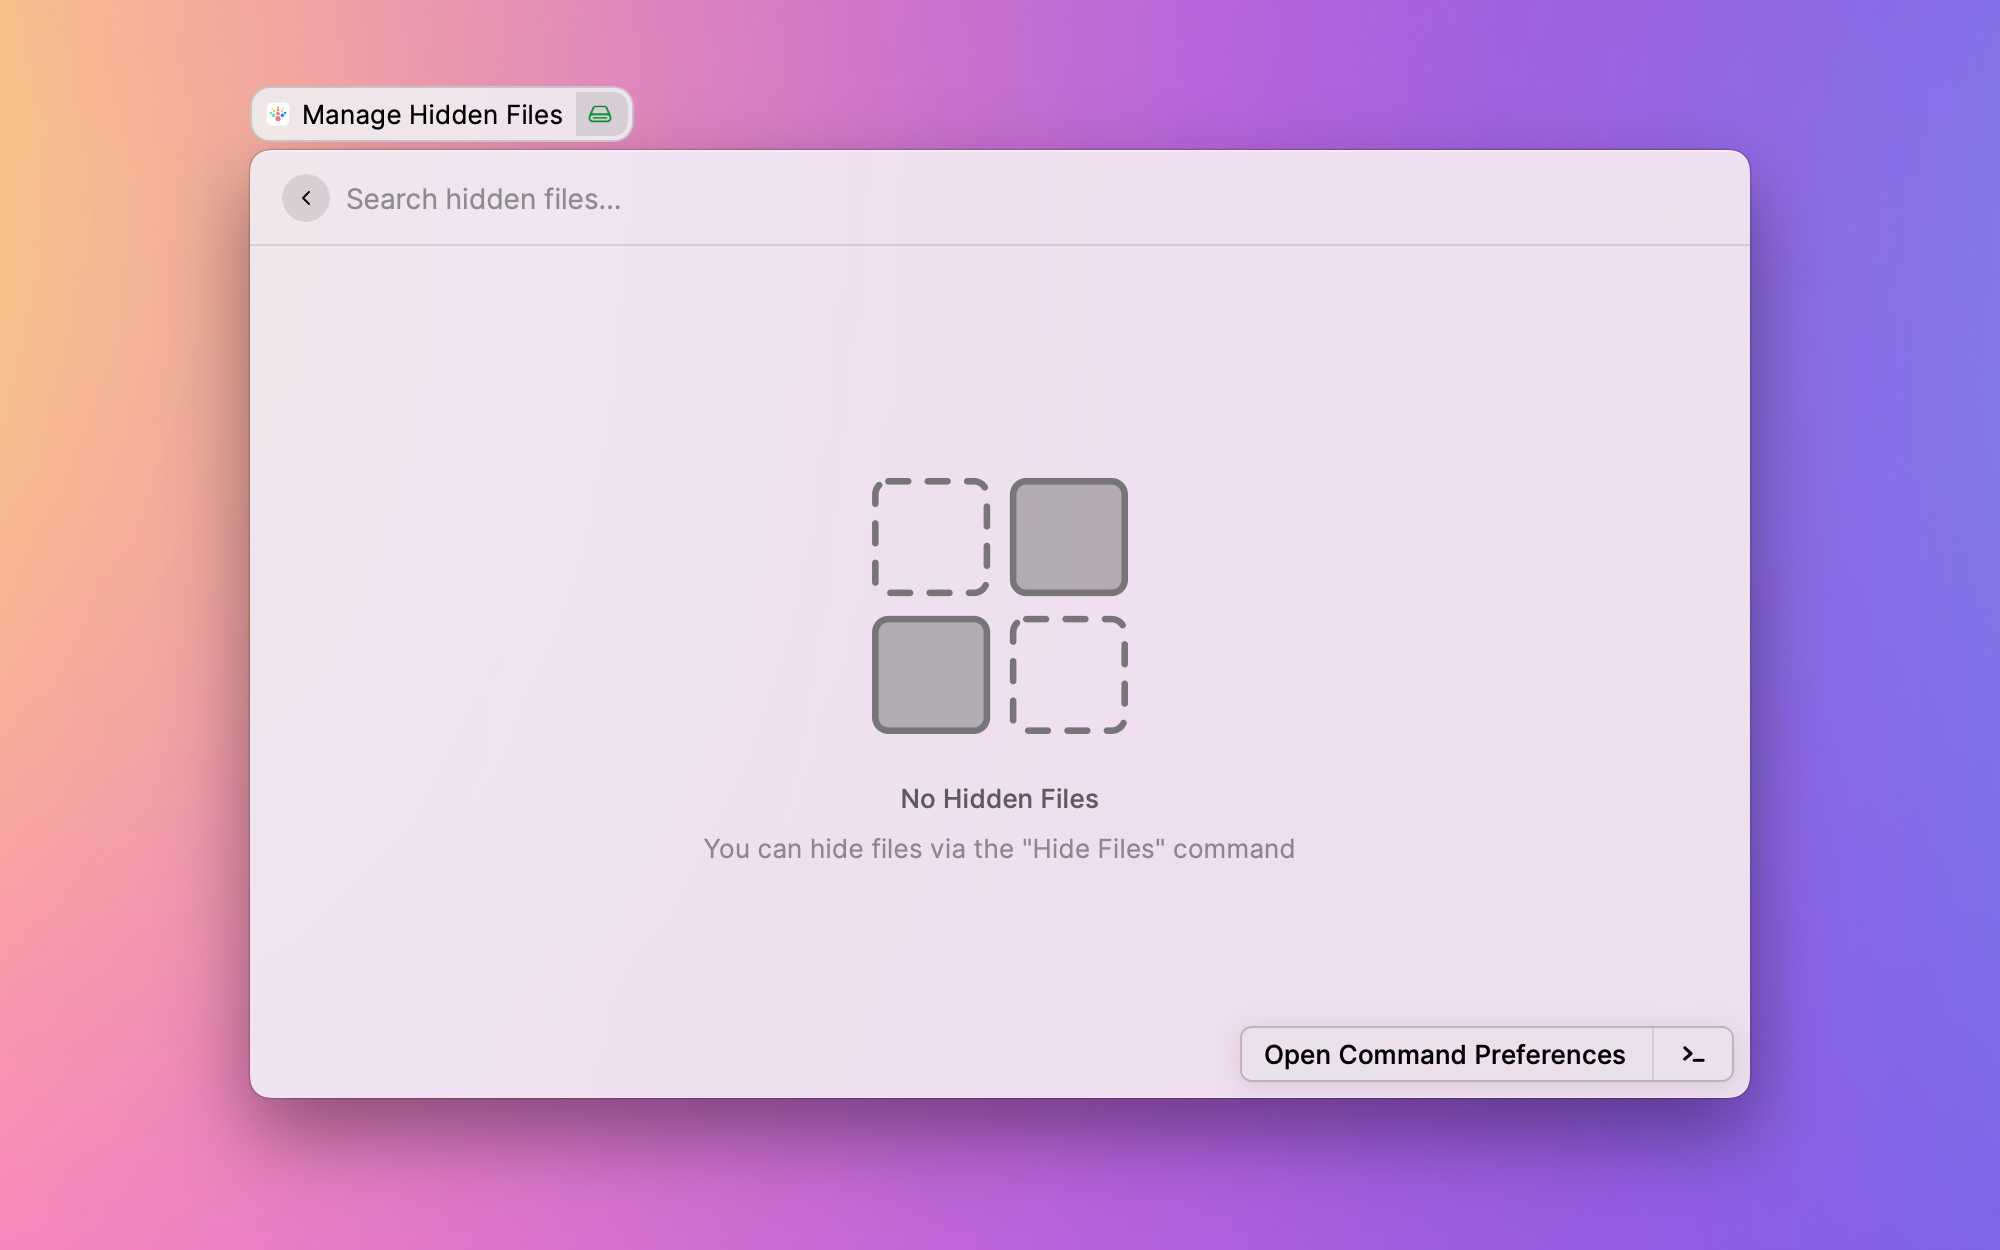 Manage Hidden Files
Search hidden files...
No Hidden Files
You can hide files via the "Hide Files" command
Open Command Preferences